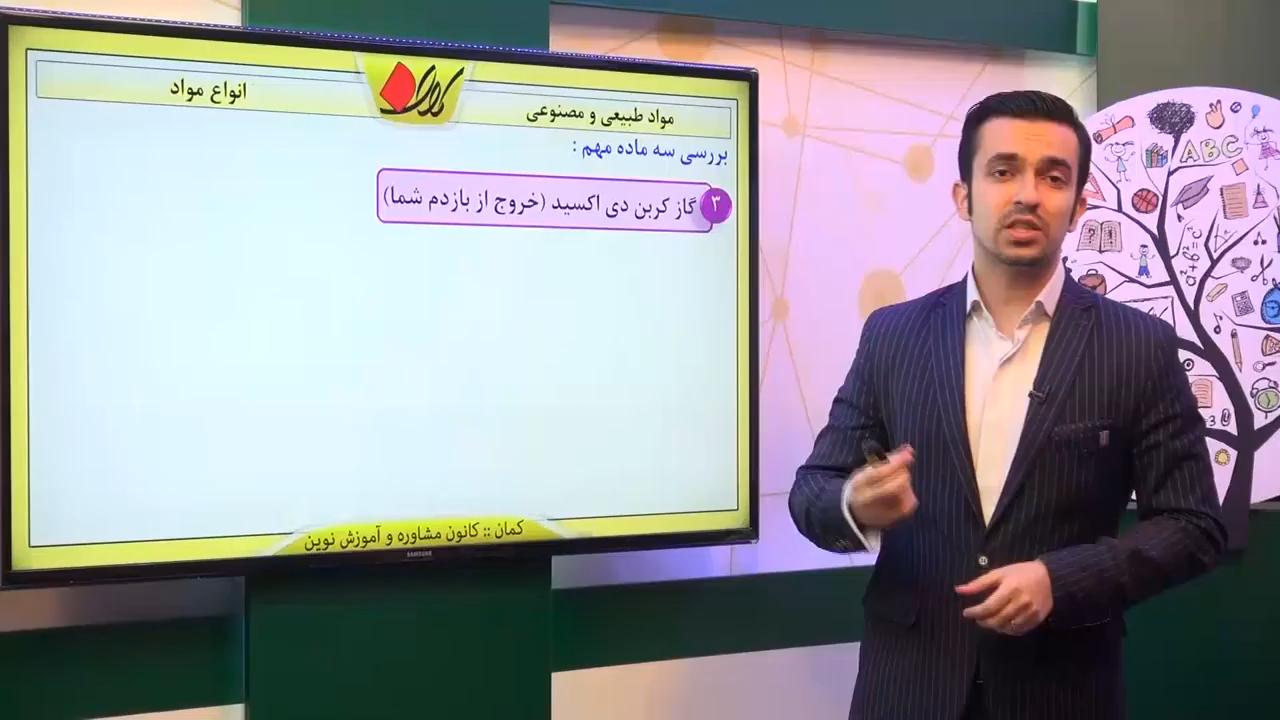 مواد طبیعی و مصنوعی
انواع مواد
بررسی سه ماده مهم :
۳ گاز کربن دی اکسید (خروج از بازدم شما)
کمان :: کانون مشاوره و آموزش نوین
SAMSUNG
ABC